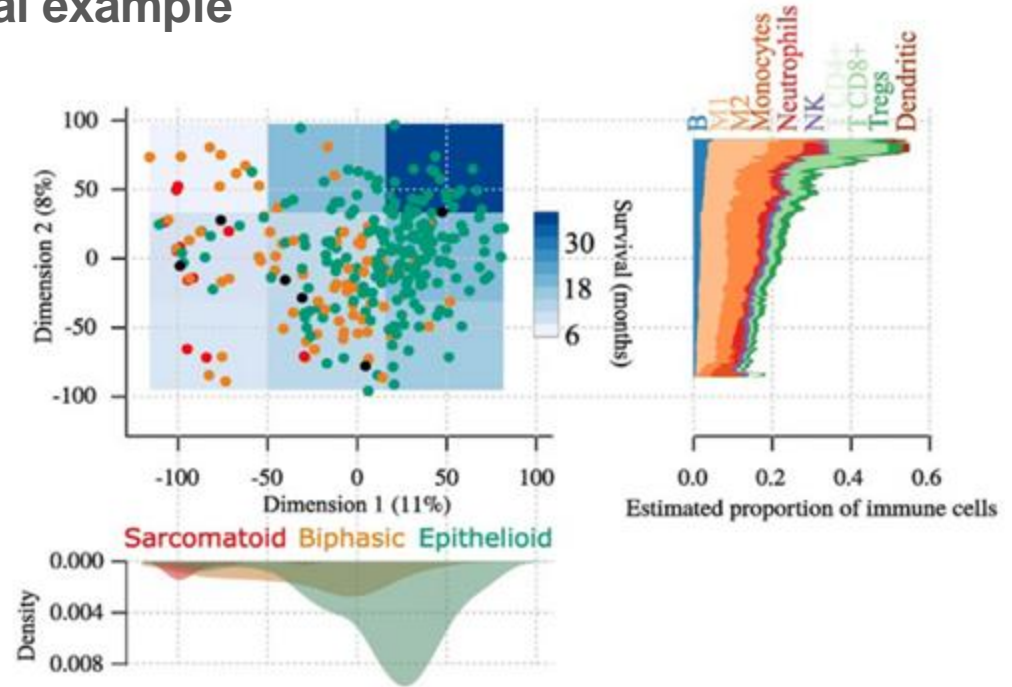 al example
B
M1
M2
Monocytes
Neutrophils
NK
T CD4+
T CD8+
Tregs
Dendritic
100
50
0
-50
-100
Dimension 2 (8%)
30
18
6
Survival (months)
-100 -50 0 50 100
Dimension 1 (11%)
0.0 0.2 0.4 0.6
Estimated proportion of immune cells
Sarcomatoid Biphasic Epithelioid
0.000
0.004
0.008
Density